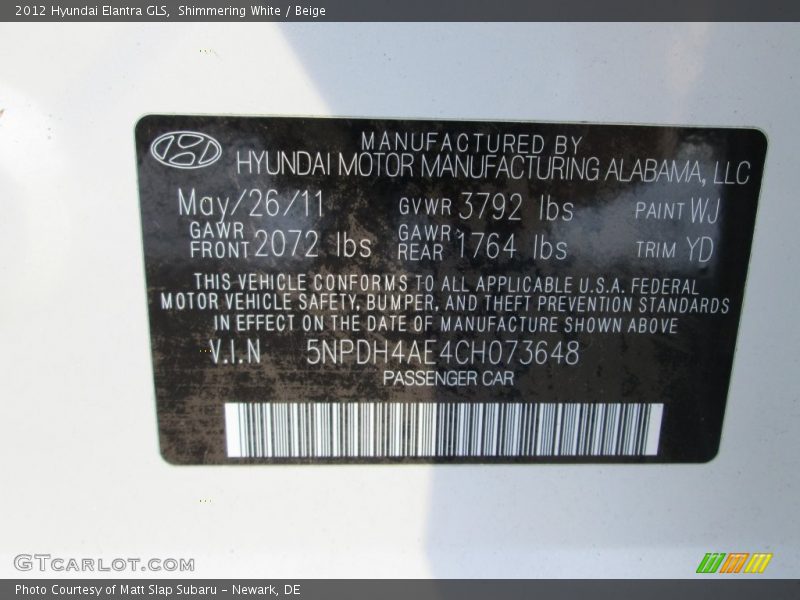 2012 Hyundai Elantra GLS,  Shimmering White / Beige
MANUFACTURED BY
HYUNDAI MOTOR MANUFACTURING ALABAMA, LLC
May/26/11 GVWR 3792 lbs PAINT WJ
GAWR FRONT 2072 lbs GAWR REAR 1764 lbs TRIM YD
THIS VEHICLE CONFORMS TO ALL APPLICABLE U.S.A. FEDERAL
MOTOR VEHICLE SAFETY, BUMPER, AND THEFT PREVENTION STANDARDS
IN EFFECT ON THE DATE OF MANUFACTURE SHOWN ABOVE
V.I.N 5NPDH4AE4CH073648
PASSENGER CAR
GTCARLOT.COM
Photo Courtesy of Matt Slap Subaru - Newark, DE